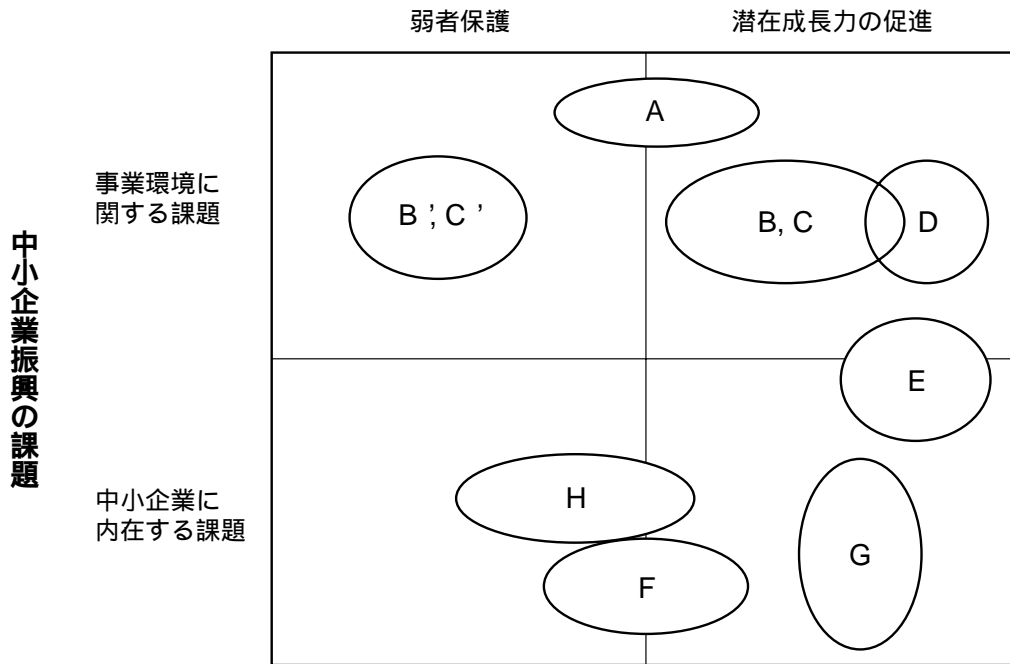 弱者保護
潜在成長力の促進
中小企業振興の課題
事業環境に
関する課題
A
B ’, C ’
B, C
D
E
中小企業に
内在する課題
H
F
G